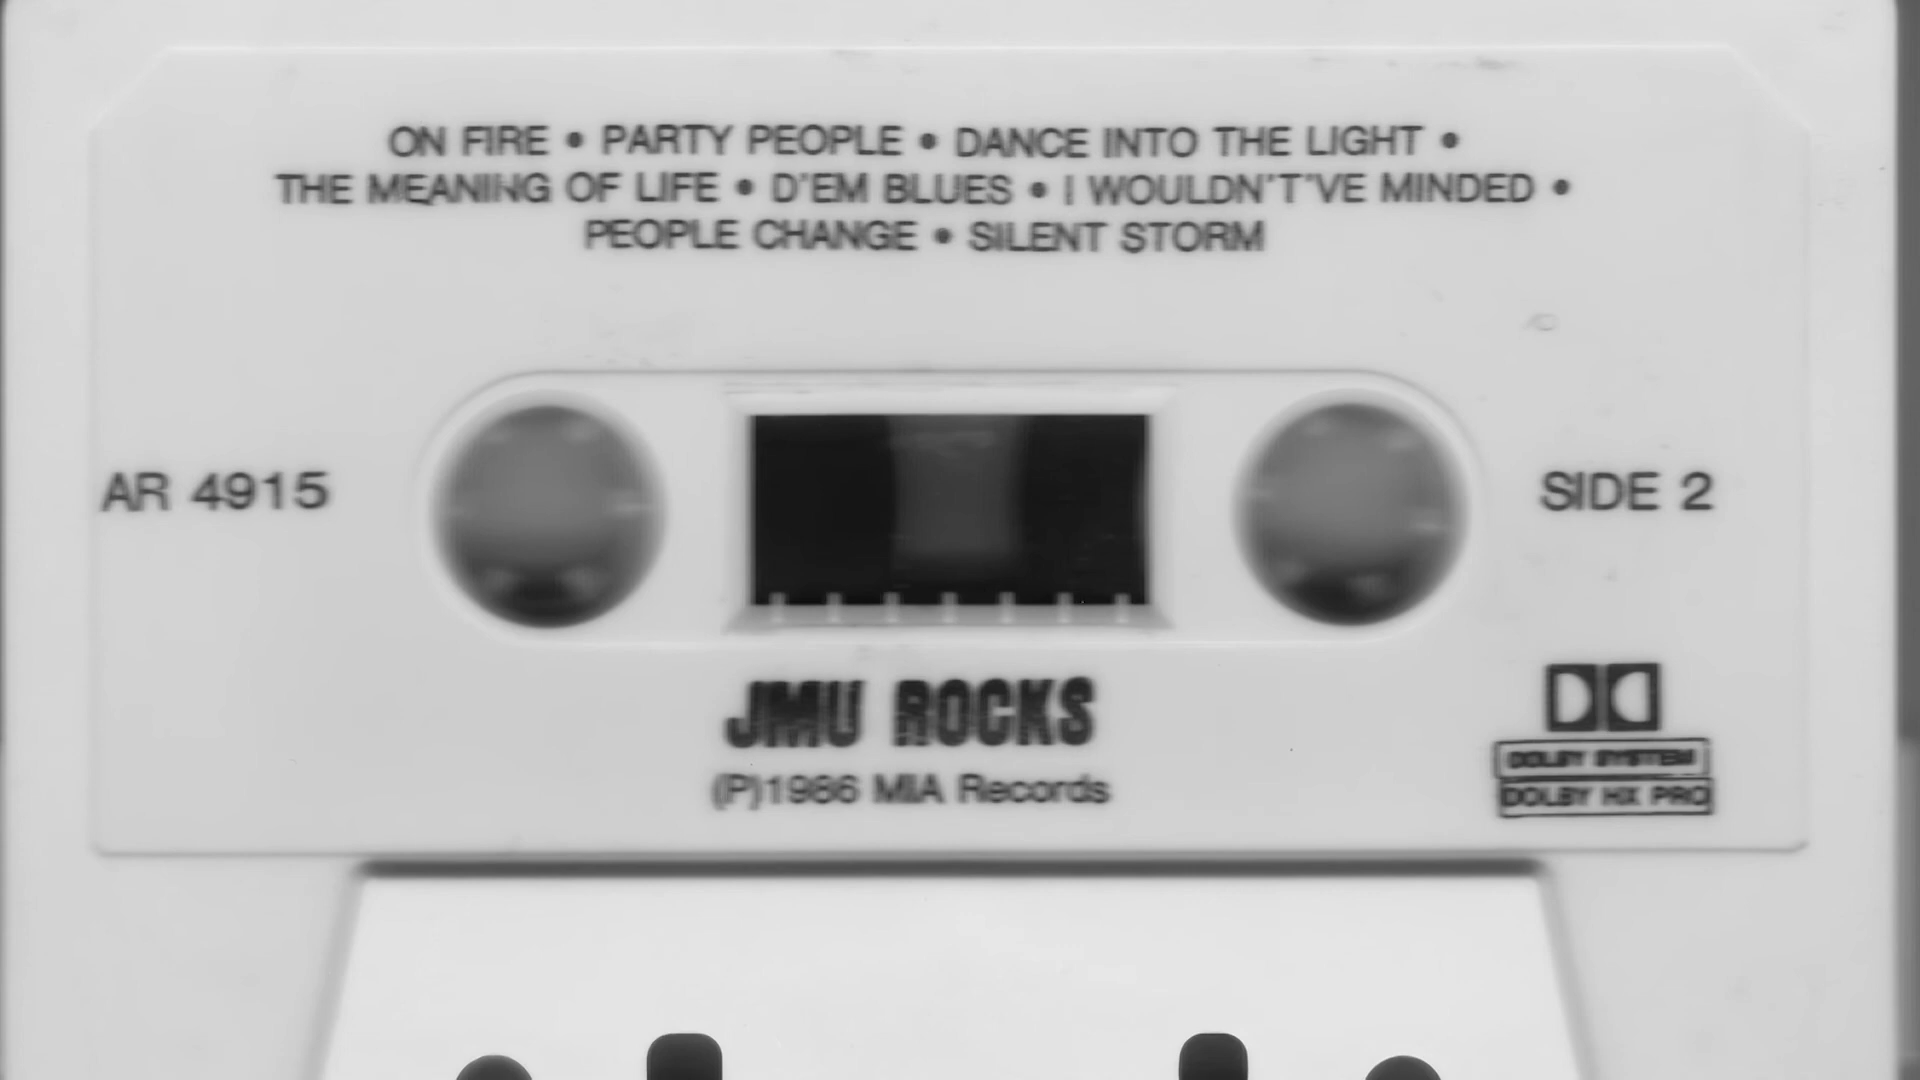 ON FIRE • PARTY PEOPLE • DANCE INTO THE LIGHT •
THE MEANING OF LIFE • D'EM BLUES • I WOULDN'T'VE MINDED •
PEOPLE CHANGE • SILENT STORM
AR 4915
SIDE 2
JMU ROCKS
(P)1986 MIA Records
DOLBY SYSTEM
DOLBY HX PRO